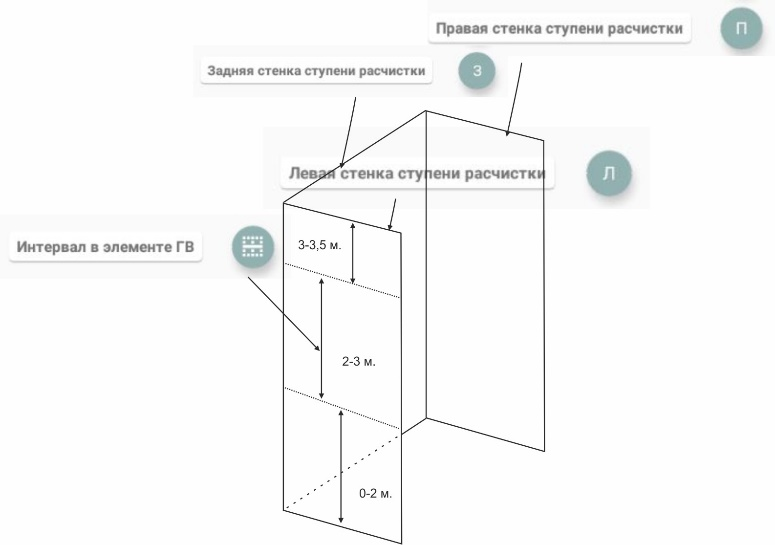 Правая стенка ступени расчистки П
Задняя стенка ступени расчистки З
Левая стенка ступени расчистки Л
Интервал в элементе ГВ
3-3,5 м.
2-3 м.
0-2 м.